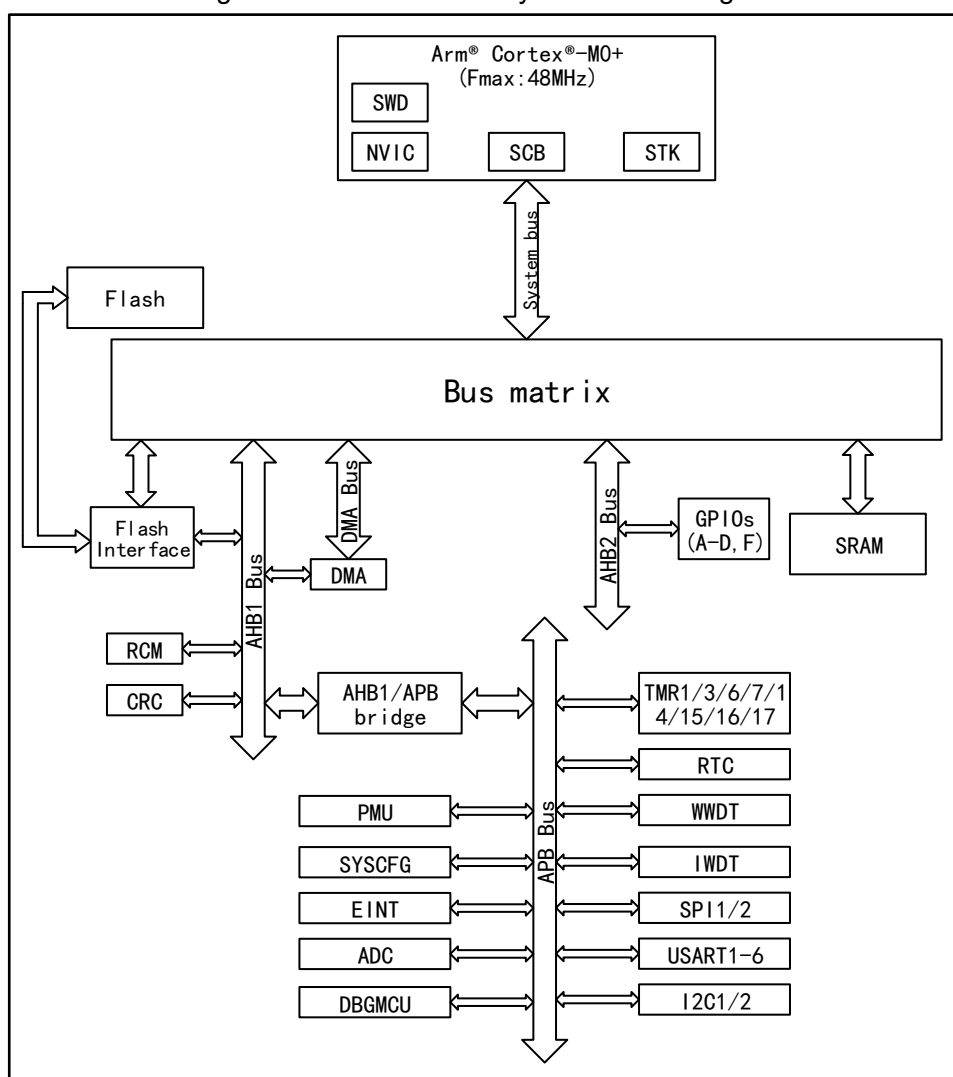 Arm® Cortex®-M0+
(Fmax:48MHz)
SWD
NVIC
SCB
STK
System bus
Flash
Bus matrix
DMA Bus
AHB2 Bus
AHB1 Bus
Flash
Interface
GPIOs
(A-D,F)
SRAM
DMA
RCM
CRC
AHB1/APB
bridge
TMR1/3/6/7/1
4/15/16/17
RTC
APB Bus
PMU
WWDT
SYSCFG
IWDT
EINT
SPI1/2
ADC
USART1-6
DBGMCU
I2C1/2